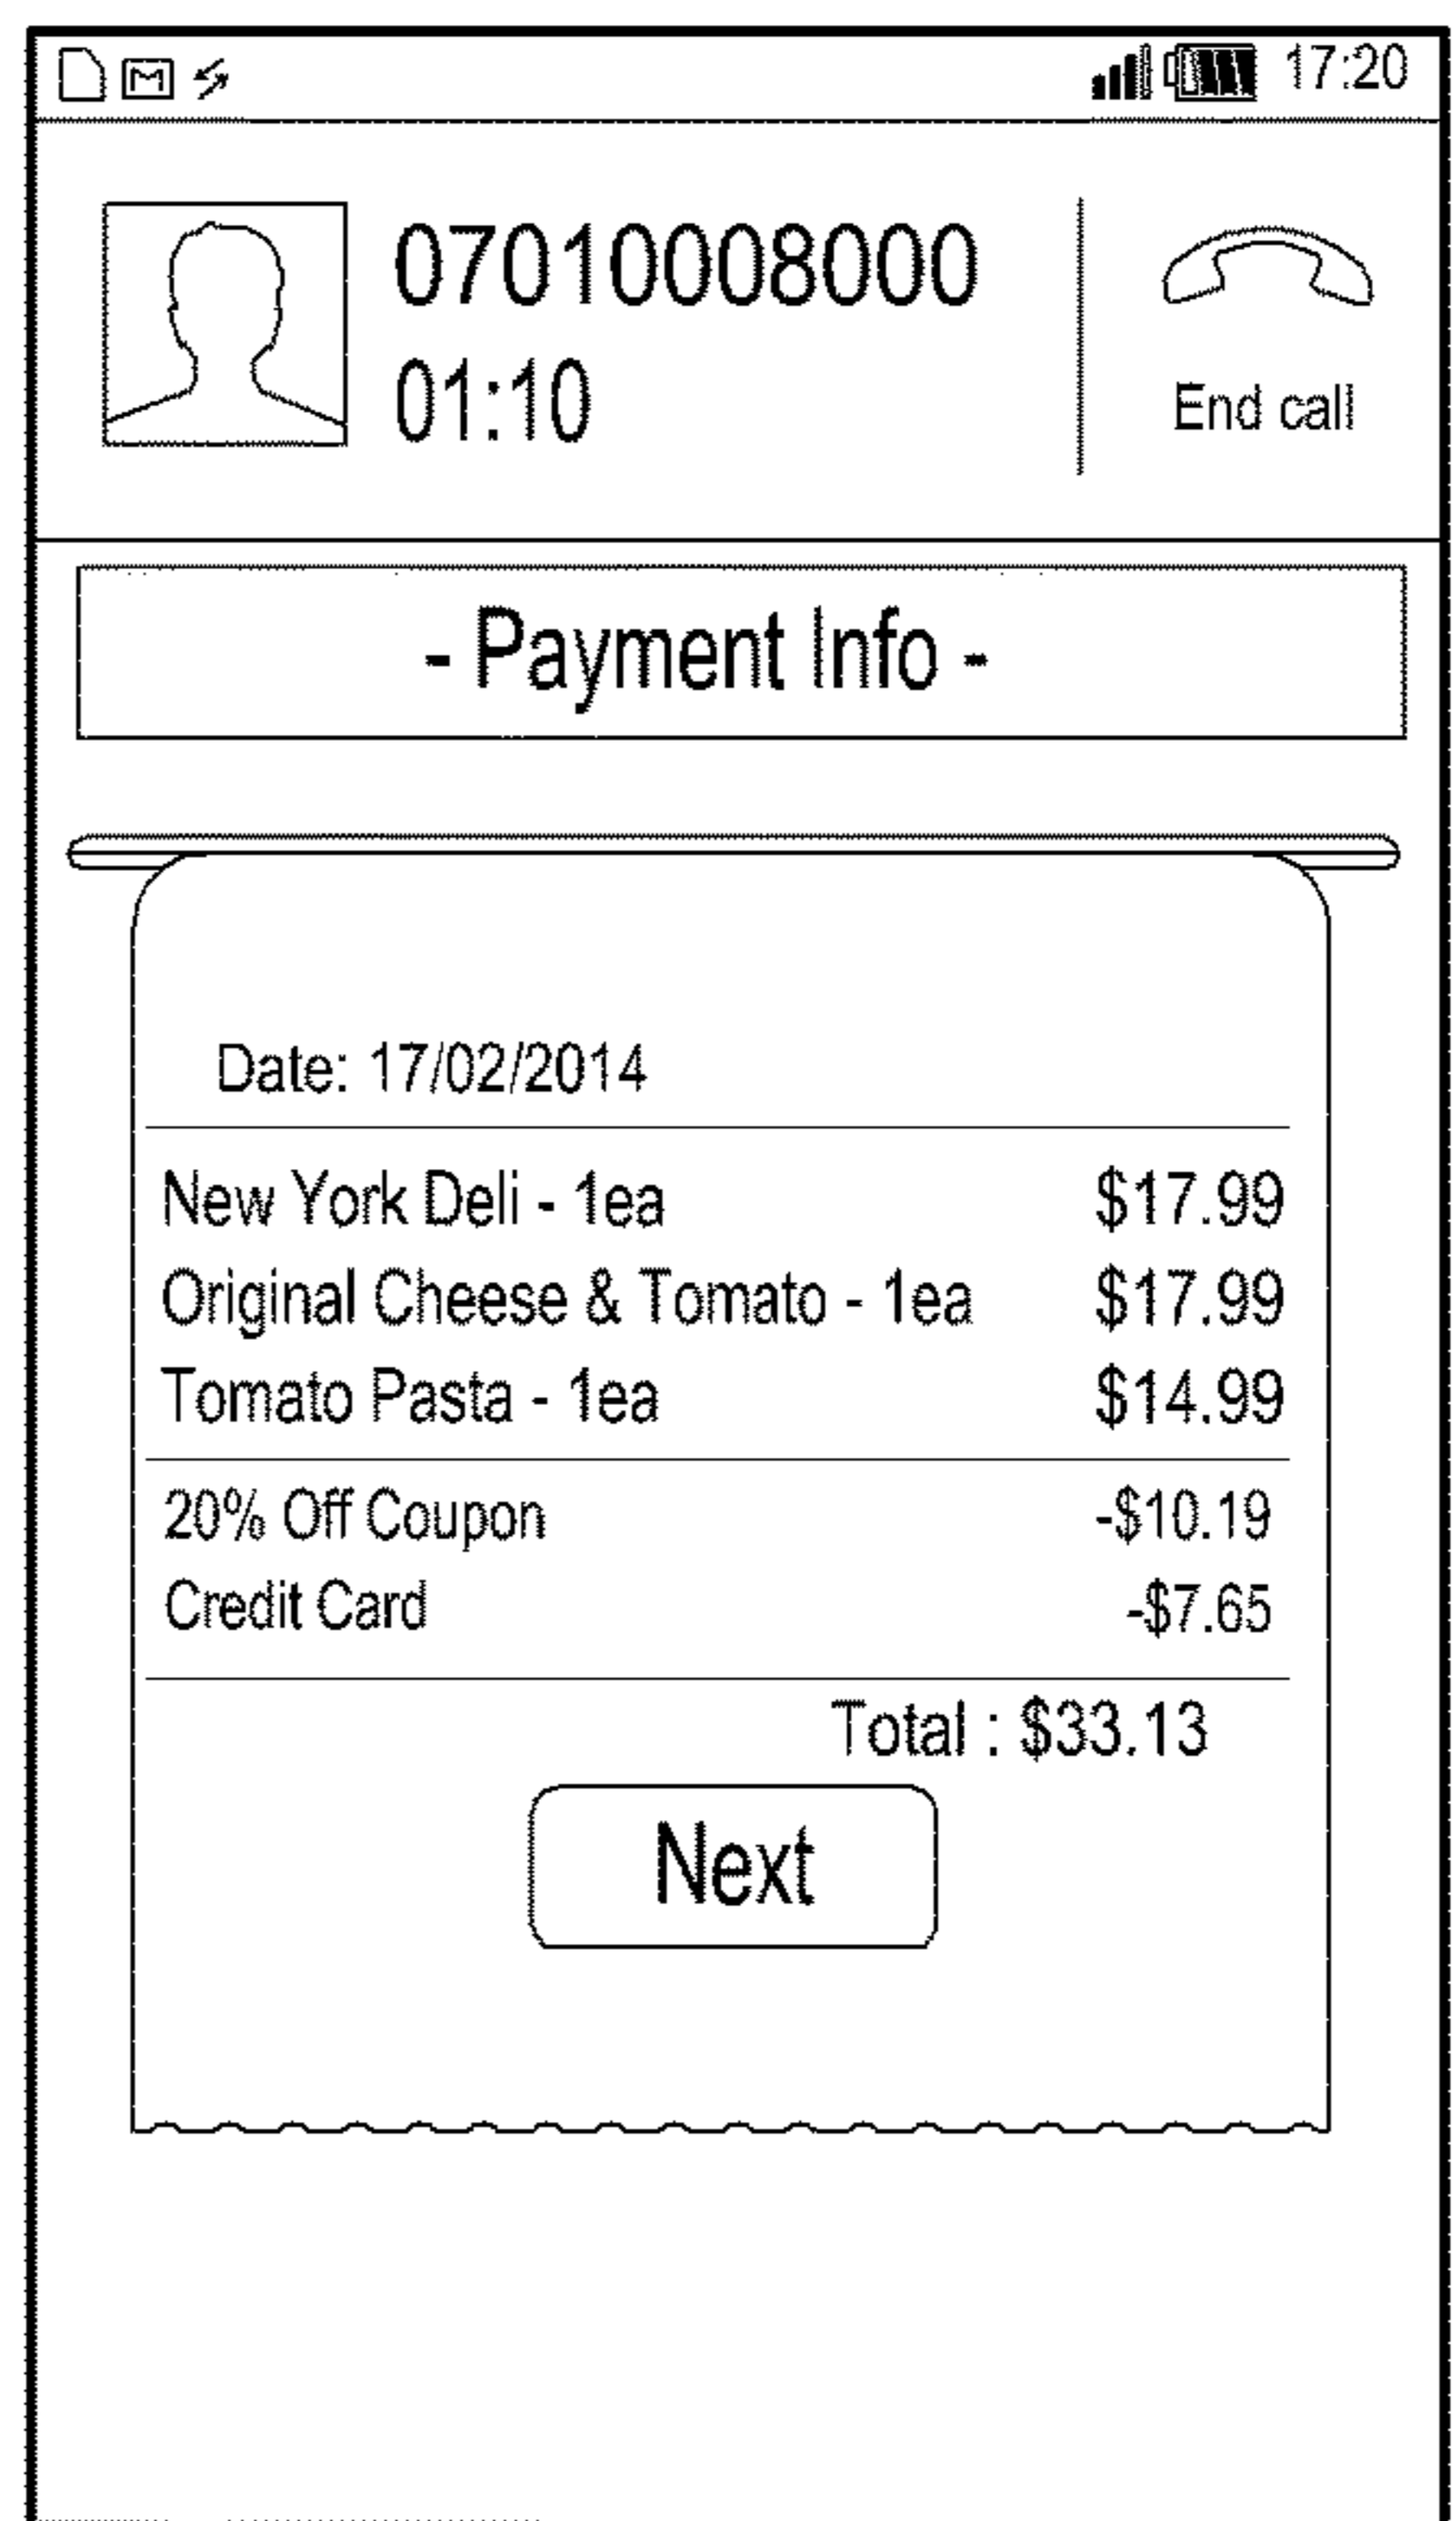 17:20
07010008000
01:10
End call
- Payment Info -
Date: 17/02/2014
New York Deli - 1ea $17.99
Original Cheese & Tomato - 1ea $17.99
Tomato Pasta - 1ea $14.99
20% Off Coupon -$10.19
Credit Card -$7.65
Total : $33.13
Next